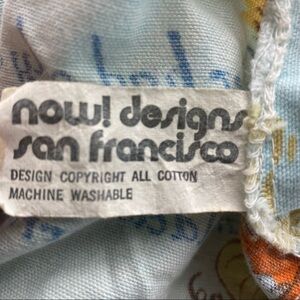 now! designs
san francisco
DESIGN COPYRIGHT ALL COTTON
MACHINE WASHABLE